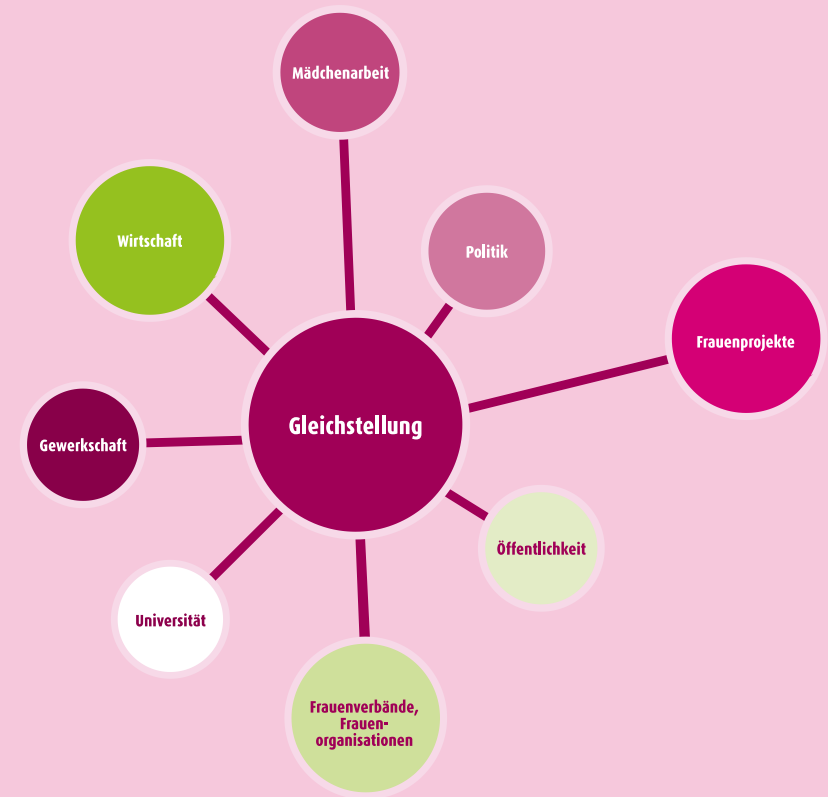 Mädchenarbeit
Wirtschaft
Politik
Frauenprojekte
Gleichstellung
Gewerkschaft
Öffentlichkeit
Universität
Frauenverbände,
Frauen-
organisationen